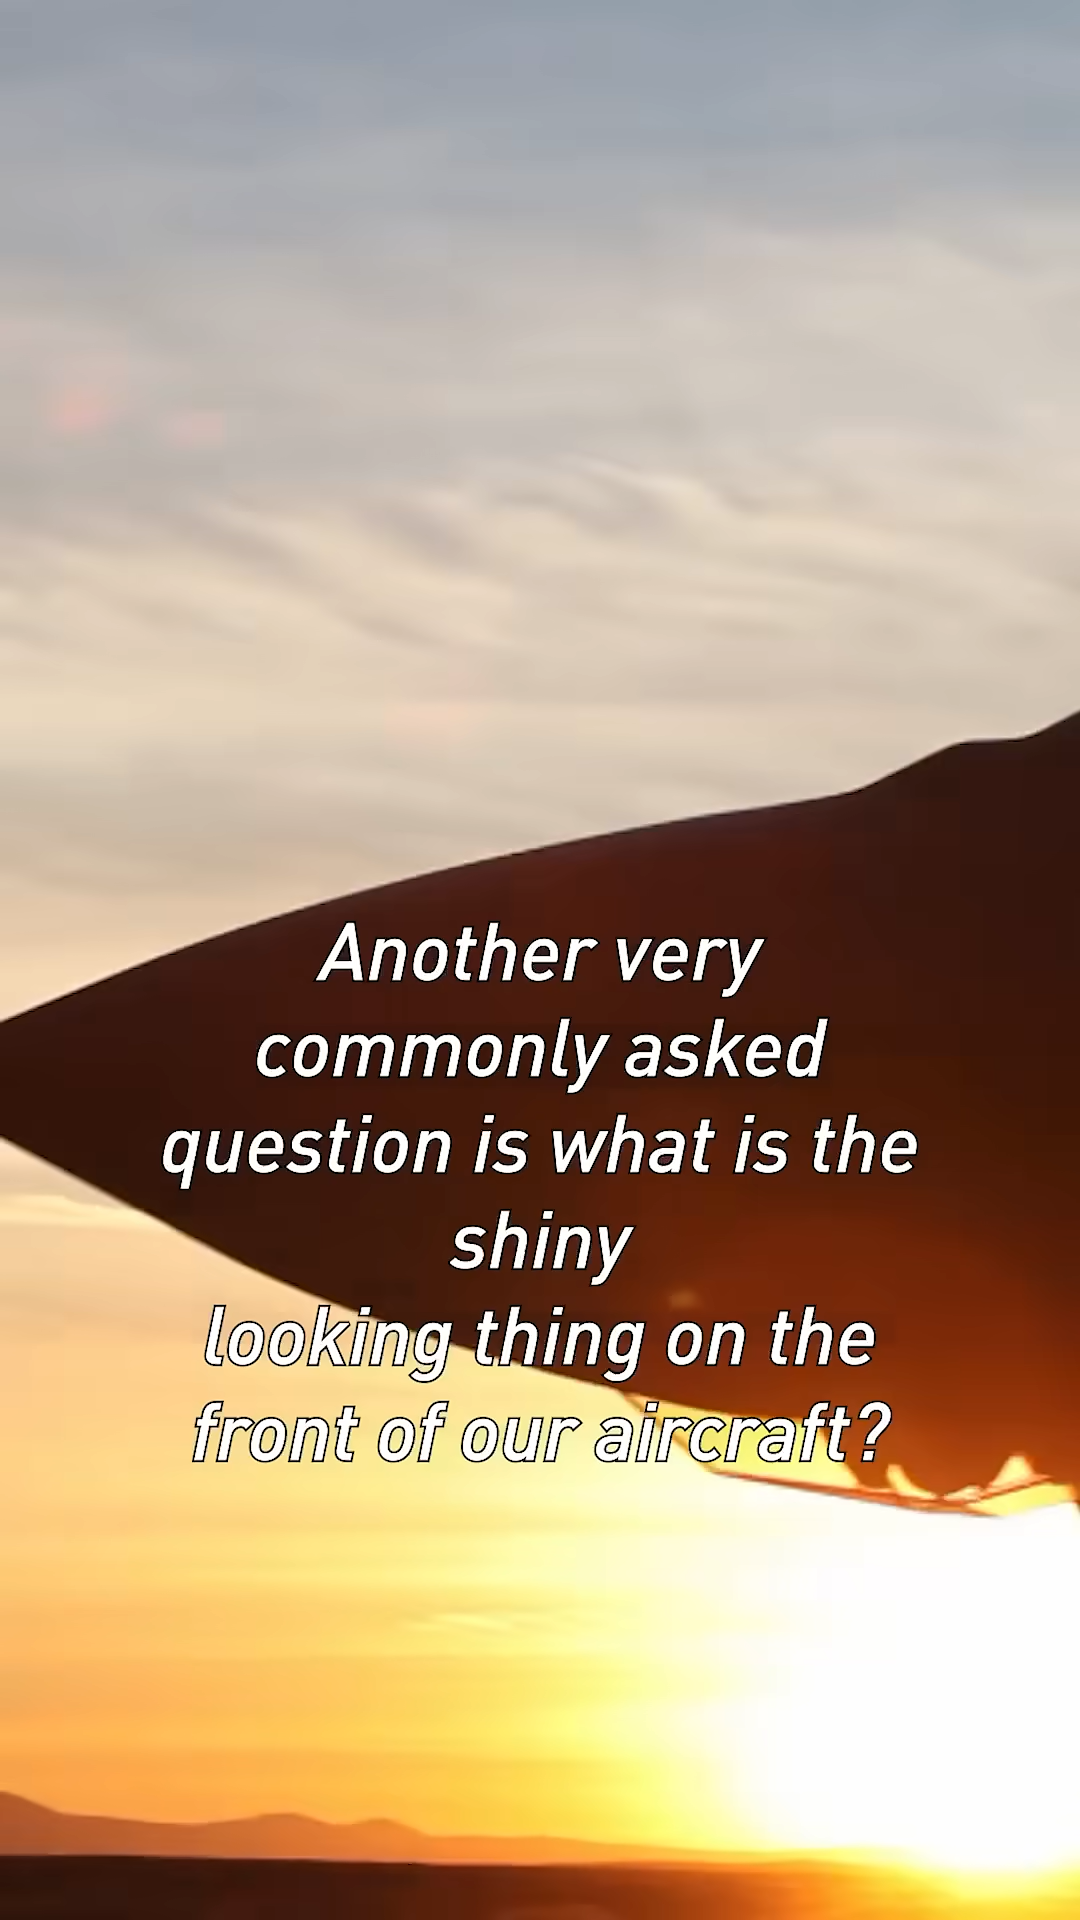 Another very
commonly asked
question is what is the
shiny
looking thing on the
front of our aircraft?